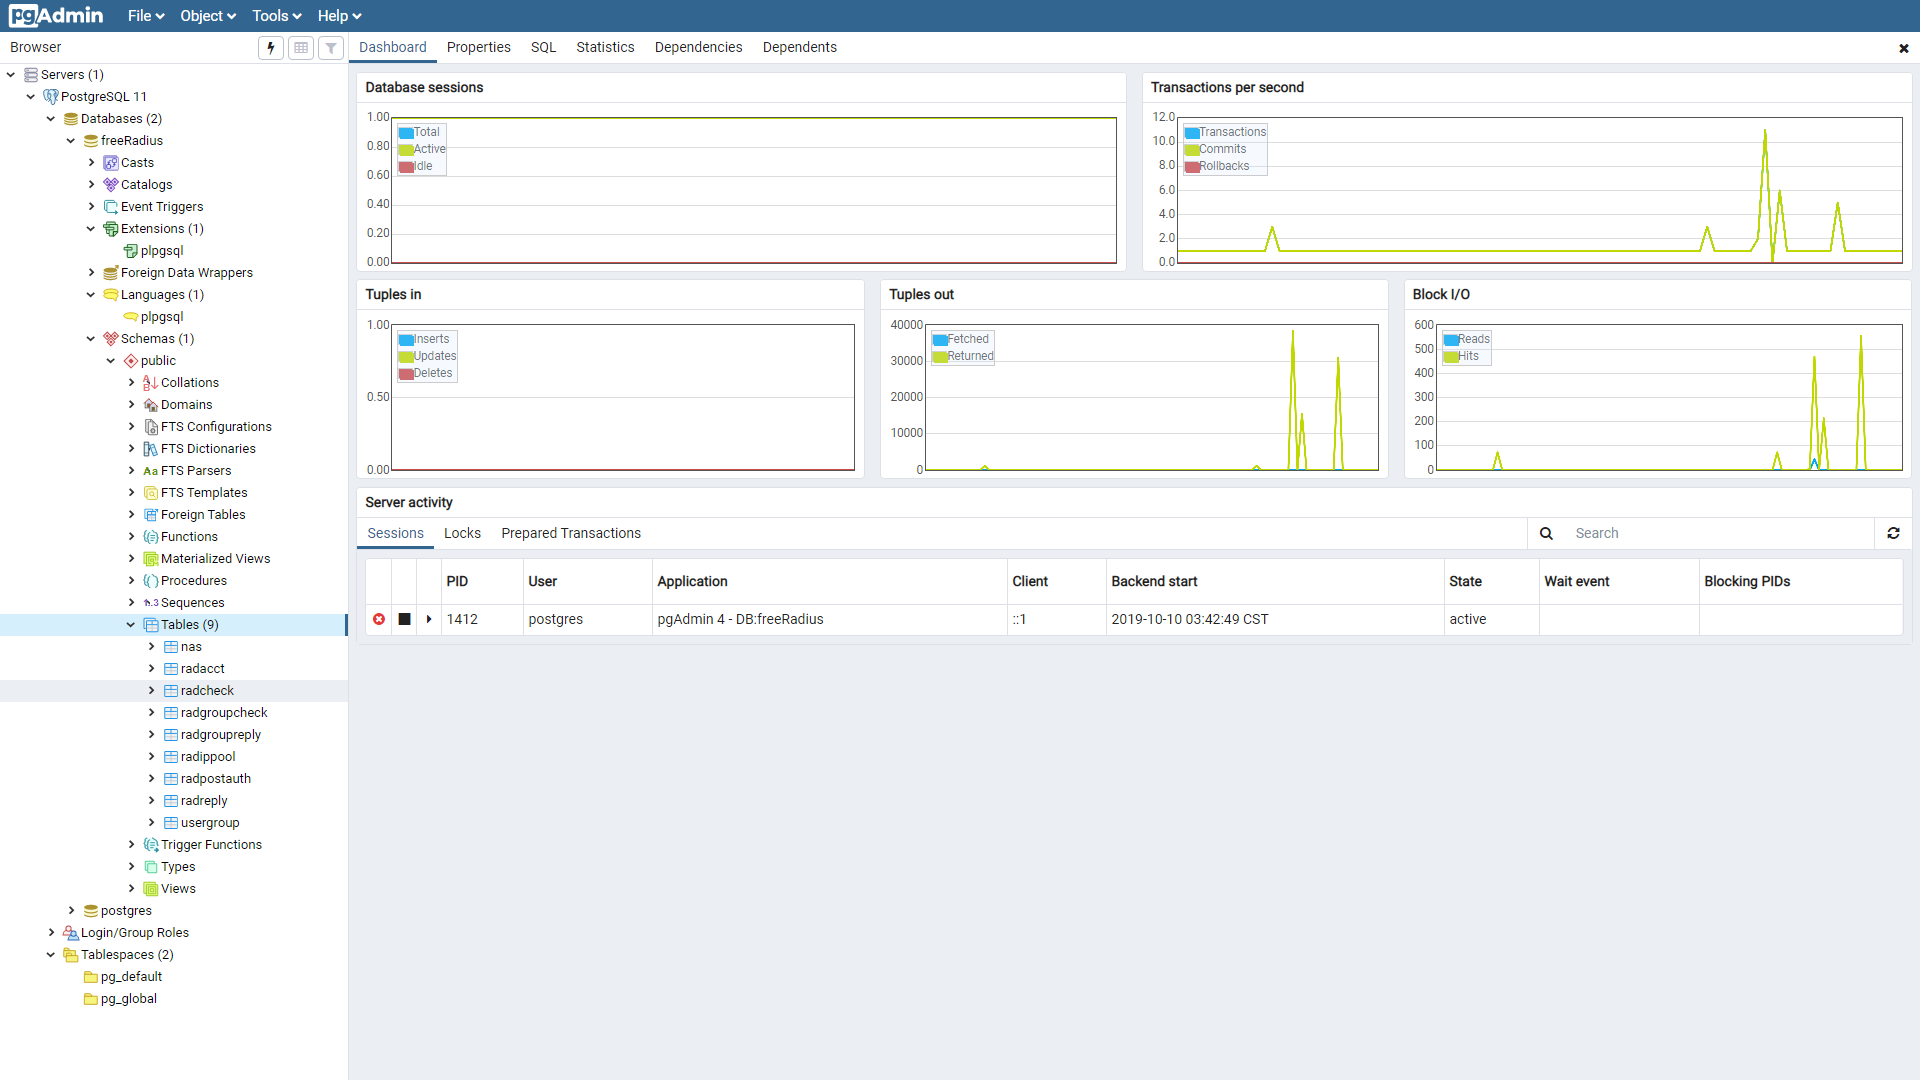 pgAdmin File Object Tools Help
Browser
Dashboard Properties SQL Statistics Dependencies Dependents
Servers (1)
PostgreSQL 11
Databases (2)
freeRadius
Casts
Catalogs
Event Triggers
Extensions (1)
plpgsql
Foreign Data Wrappers
Languages (1)
plpgsql
Schemas (1)
public
Collations
Domains
FTS Configurations
FTS Dictionaries
FTS Parsers
FTS Templates
Foreign Tables
Functions
Materialized Views
Procedures
Sequences
Tables (9)
nas
radacct
radcheck
radgroupcheck
radgroupreply
radippool
radpostauth
radreply
usergroup
Trigger Functions
Types
Views
postgres
Login/Group Roles
Tablespaces (2)
pg_default
pg_global
Database sessions
1.00
0.80
0.60
0.40
0.20
0.00
Total
Active
Idle
Transactions per second
12.0
10.0
8.0
6.0
4.0
2.0
0.0
Transactions
Commits
Rollbacks
Tuples in
1.00
0.50
0.00
Inserts
Updates
Deletes
Tuples out
40000
30000
20000
10000
0
Fetched
Returned
Block I/O
600
500
400
300
200
100
0
Reads
Hits
Server activity
Sessions Locks Prepared Transactions Search
PID User Application Client Backend start State Wait event Blocking PIDs
1412 postgres pgAdmin 4 - DB:freeRadius ::1 2019-10-10 03:42:49 CST active